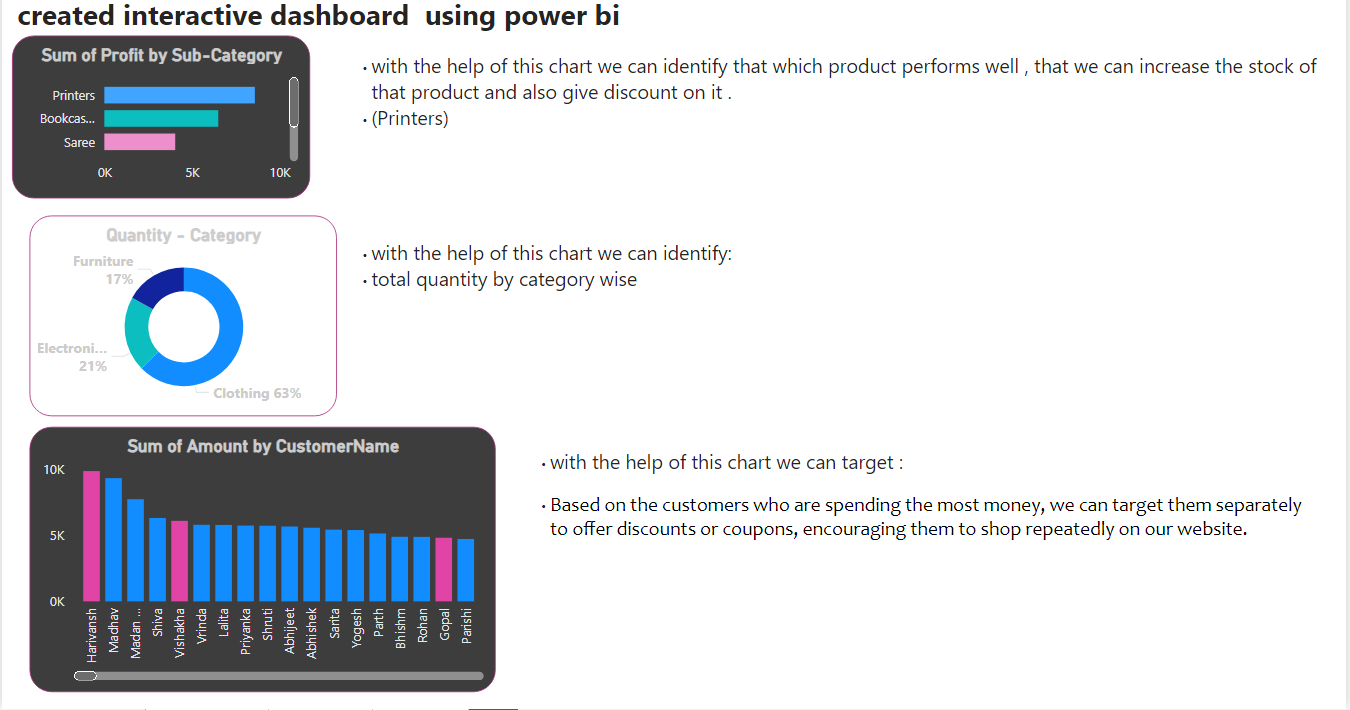 created interactive dashboard  using power bi
Sum of Profit by Sub-Category
Printers
Bookcas...
Saree
0K
5K
10K
• with the help of this chart we can identify that which product performs well , that we can increase the stock of
that product and also give discount on it .
• (Printers)
Quantity - Category
Furniture
17%
Electroni...
21%
Clothing 63%
• with the help of this chart we can identify:
• total quantity by category wise
Sum of Amount by CustomerName
10K
5K
0K
Harivansh
Madhav
Madan ...
Shiva
Vishakha
Vrinda
Lalita
Priyanka
Shruti
Abhijeet
Abhishek
Sarita
Yogesh
Parth
Bhishm
Rohan
Gopal
Parishi
• with the help of this chart we can target :
• Based on the customers who are spending the most money, we can target them separately
to offer discounts or coupons, encouraging them to shop repeatedly on our website.